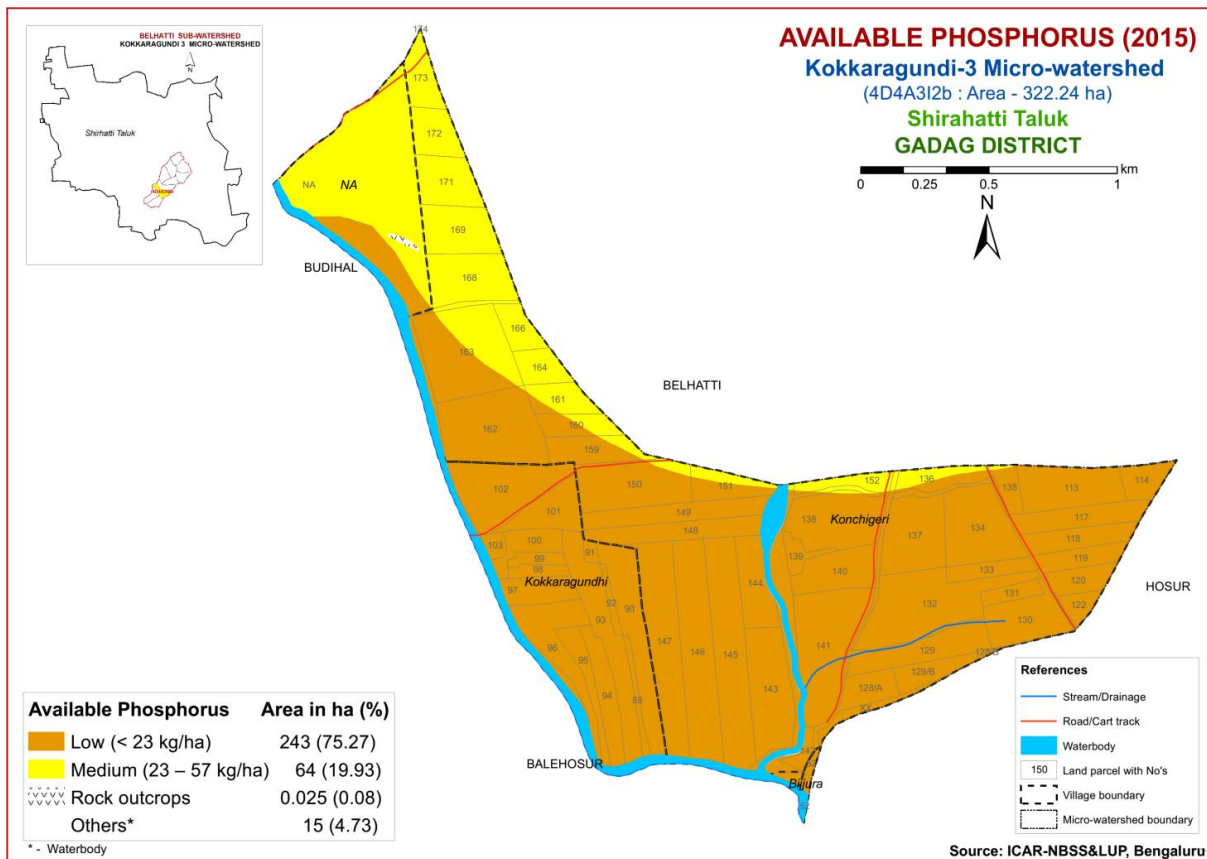 BELHATTI SUB-WATERSHED
KOKKARAGUNDI 3 MICRO-WATERSHED
N
Shirhatti Taluk
AVAILABLE PHOSPHORUS (2015)
Kokkaragundi-3 Micro-watershed
(4D4A3I2b : Area - 322.24 ha)
Shirahatti Taluk
GADAG DISTRICT
km
0 0.25 0.5 1
N
174
173
172
NA NA 171
169
BUDIHAL
168
166
163
164
BELHATTI
161
160
162
159
152 136
102 150 151 135 113 114
101 149 138 Konchigeri 117
148 137 134 118
103 100 91 139 119
99 140 133 120
98 144
Kokkaragundhi 131 HOSUR
97 92 90 132 122
93 130
96 147 146 145 141 129
95 129/B
94 89 143 128/A
BALEHOSUR
Bijjura
Available Phosphorus Area in ha (%)
Low (< 23 kg/ha) 243 (75.27)
Medium (23 – 57 kg/ha) 64 (19.93)
Rock outcrops 0.025 (0.08)
Others* 15 (4.73)
* - Waterbody
References
Stream/Drainage
Road/Cart track
Waterbody
150 Land parcel with No's
Village boundary
Micro-watershed boundary
Source: ICAR-NBSS&LUP, Bengaluru